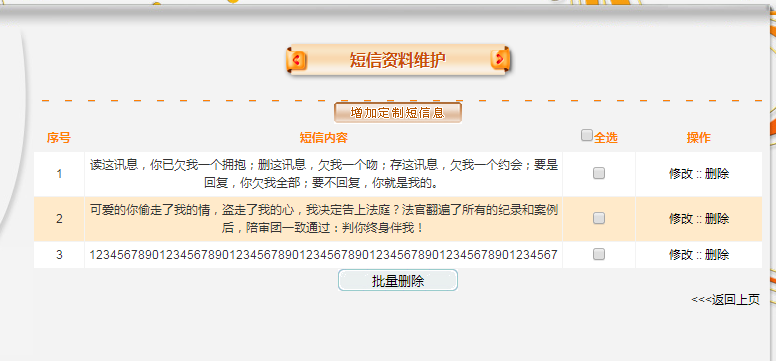 短信资料维护
增加定制短信息
序号 短信内容 全选 操作
1 读这讯息，你已欠我一个拥抱；删这讯息，欠我一个吻；存这讯息，欠我一个约会；要是
回复，你欠我全部；要不回复，你就是我的。 修改 :: 删除
2 可爱的你偷走了我的情，盗走了我的心，我决定告上法庭？法官翻遍了所有的纪录和案例
后，陪审团一致通过：判你终身伴我！ 修改 :: 删除
3 1234567890123456789012345678901234567890123456789012345678901234567 修改 :: 删除
批量删除
<<<返回上页